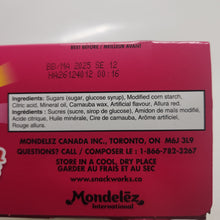 BEST BEFORE / MEILLEUR AVANT
BB/MA 2025 SE 12
HA26124012 00:16
Ingredients: Sugars (sugar, glucose syrup), Modified corn starch,
Citric acid, Mineral oil, Carnauba wax, Artificial flavour, Allura red.
Ingrédients : Sucres (sucre, sirop de glucose), Amidon de maïs modifié,
Acide citrique, Huile minérale, Cire de carnauba, Arôme artificiel,
Rouge allura.
MONDELEZ CANADA INC., TORONTO, ON M6J 3L9
QUESTIONS? CALL / COMPOSER LE : 1-866-782-3267
STORE IN A COOL, DRY PLACE
GARDER AU FRAIS ET AU SEC
www.snackworks.ca
Mondelēz
International